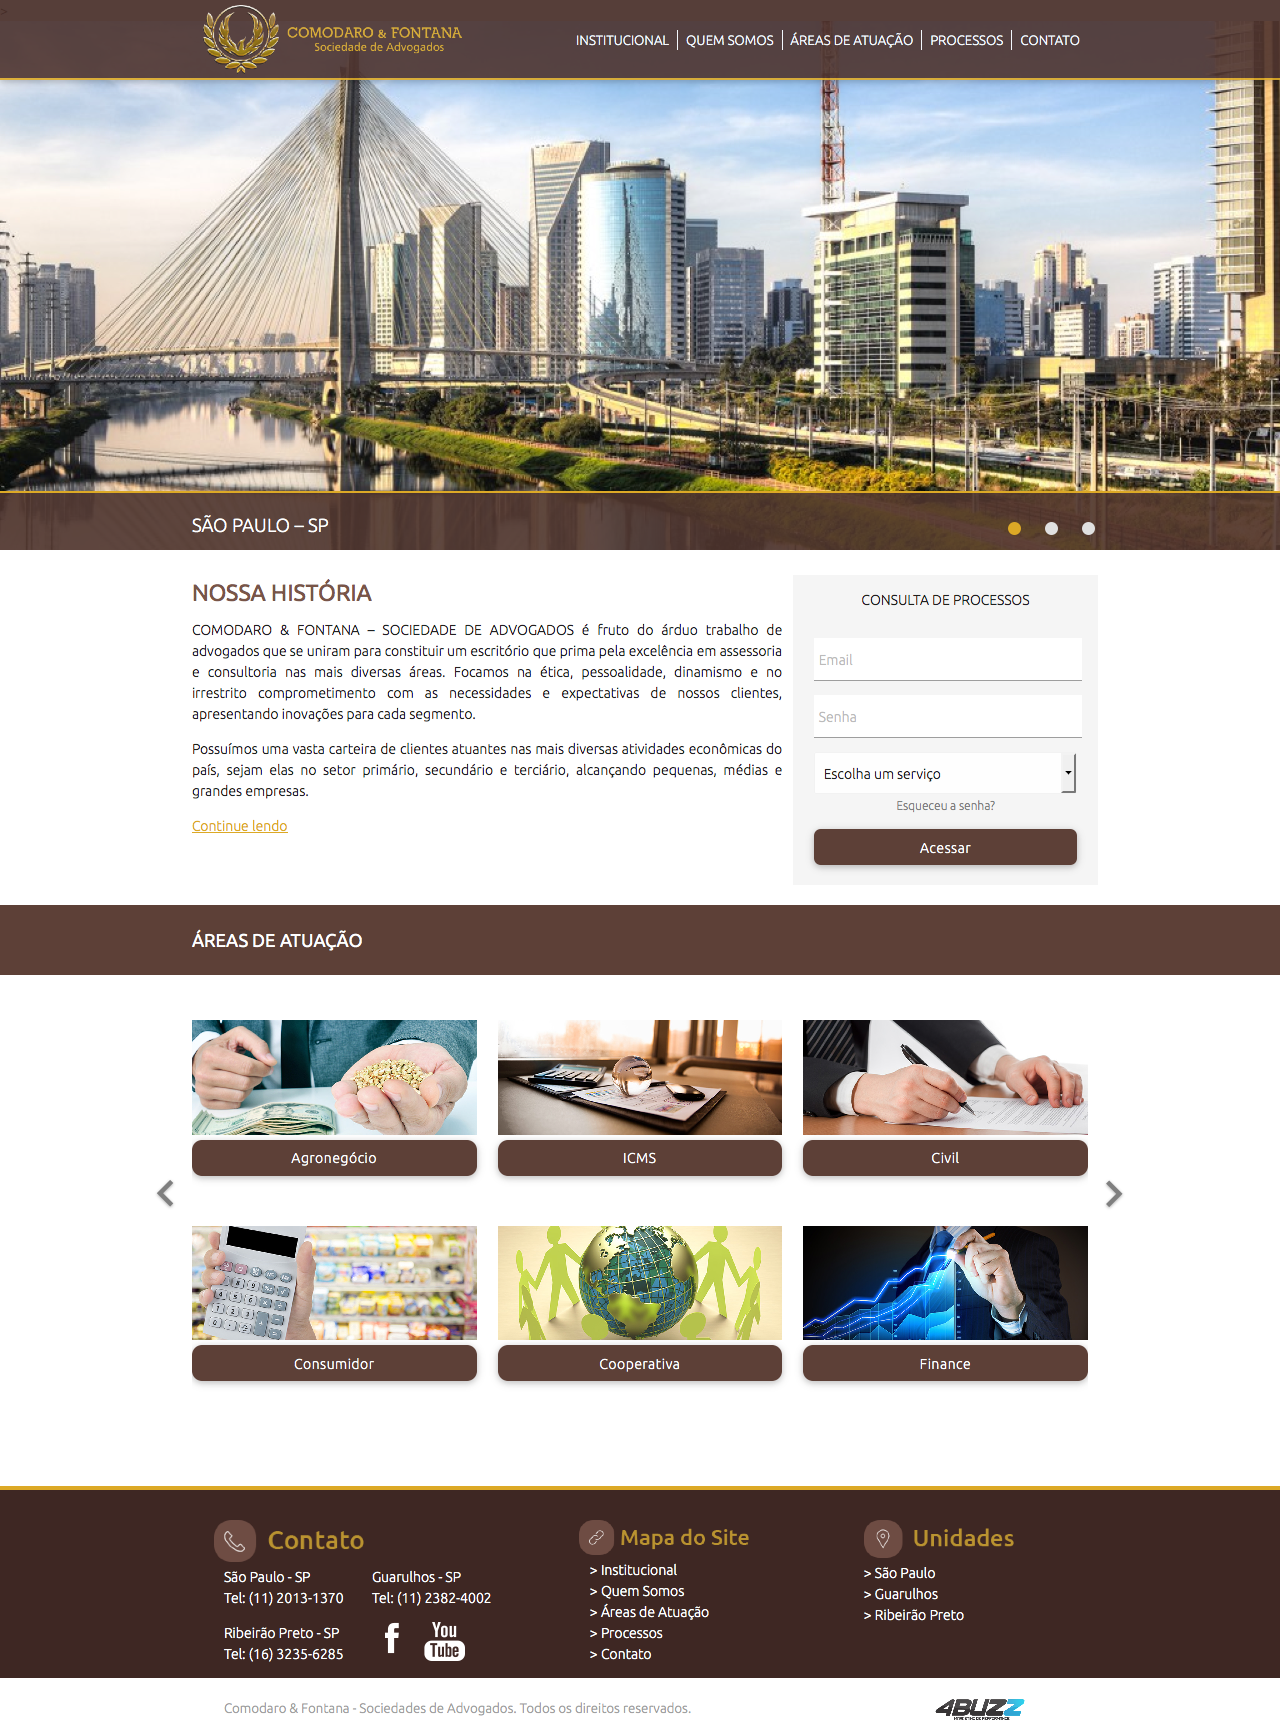 COMODARO & FONTANA
Sociedade de Advogados
INSTITUCIONAL
QUEM SOMOS
ÁREAS DE ATUAÇÃO
PROCESSOS
CONTATO
SÃO PAULO – SP
NOSSA HISTÓRIA
COMODARO & FONTANA – SOCIEDADE DE ADVOGADOS é fruto do árduo trabalho de
advogados que se uniram para constituir um escritório que prima pela excelência em assessoria
e consultoria nas mais diversas áreas. Focamos na ética, pessoalidade, dinamismo e no
irrestrito comprometimento com as necessidades e expectativas de nossos clientes,
apresentando inovações para cada segmento.
Possuímos uma vasta carteira de clientes atuantes nas mais diversas atividades econômicas do
país, sejam elas no setor primário, secundário e terciário, alcançando pequenas, médias e
grandes empresas.
Continue lendo
CONSULTA DE PROCESSOS
Email
Senha
Escolha um serviço
Esqueceu a senha?
Acessar
ÁREAS DE ATUAÇÃO
Agronegócio
ICMS
Civil
Consumidor
Cooperativa
Finance
Contato
São Paulo - SP
Tel: (11) 2013-1370
Guarulhos - SP
Tel: (11) 2382-4002
Ribeirão Preto - SP
Tel: (16) 3235-6285
f
You
Tube
Mapa do Site
> Institucional
> Quem Somos
> Áreas de Atuação
> Processos
> Contato
Unidades
> São Paulo
> Guarulhos
> Ribeirão Preto
Comodaro & Fontana - Sociedades de Advogados. Todos os direitos reservados.
4BUZZ